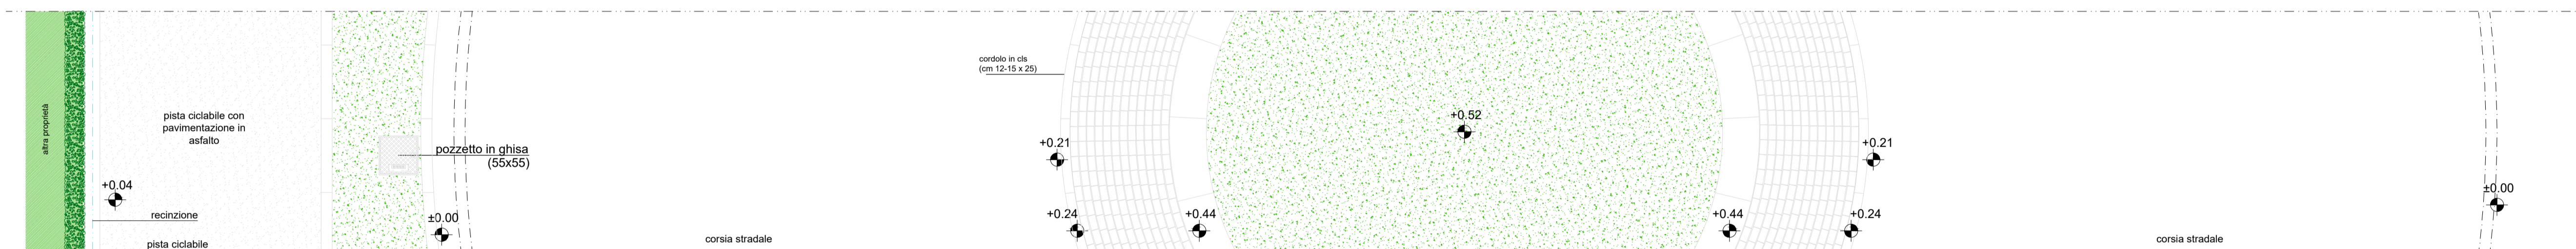 altra proprietà
pista ciclabile con
pavimentazione in
asfalto
+0.04
recinzione
pista ciclabile
pozzetto in ghisa
(55x55)
±0.00
corsia stradale
cordolo in cls
(cm 12-15 x 25)
+0.21
+0.24
+0.44
+0.52
+0.44
+0.21
+0.24
corsia stradale
±0.00